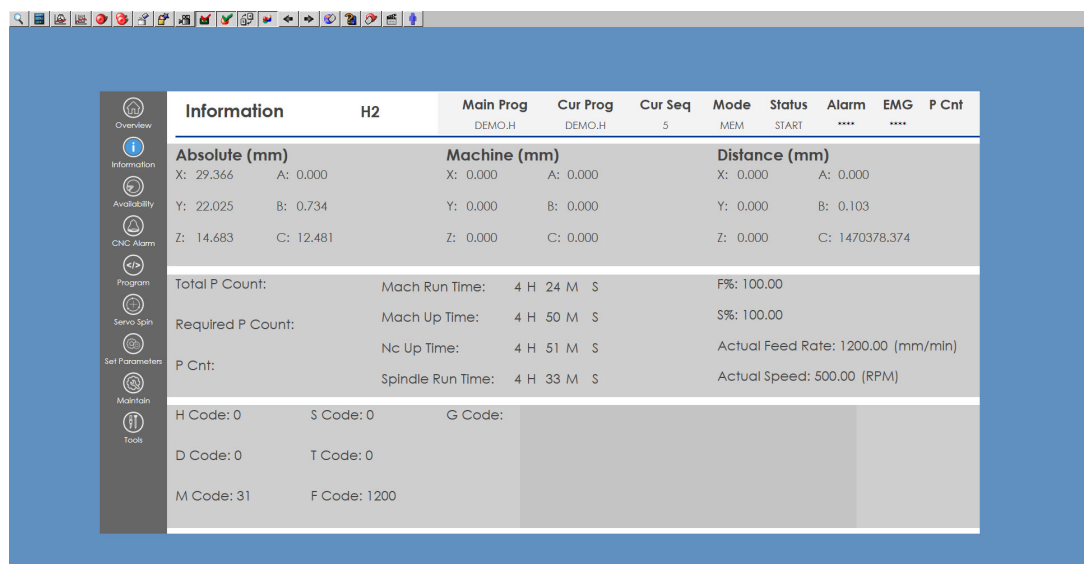 Information H2 Main Prog Cur Prog Cur Seq Mode Status Alarm EMG P Cnt
DEMO.H DEMO.H 5 MEM START **** ****
Overview
Information
Availability
CNC Alarm
Program
Servo Spin
Set Parameters
Maintain
Tools
Absolute (mm) Machine (mm) Distance (mm)
X: 29.366 A: 0.000 X: 0.000 A: 0.000 X: 0.000 A: 0.000
Y: 22.025 B: 0.734 Y: 0.000 B: 0.000 Y: 0.000 B: 0.103
Z: 14.683 C: 12.481 Z: 0.000 C: 0.000 Z: 0.000 C: 1470378.374
Total P Count: Mach Run Time: 4 H 24 M S F%: 100.00
Required P Count: Mach Up Time: 4 H 50 M S S%: 100.00
P Cnt: Nc Up Time: 4 H 51 M S Actual Feed Rate: 1200.00 (mm/min)
Spindle Run Time: 4 H 33 M S Actual Speed: 500.00 (RPM)
H Code: 0 S Code: 0 G Code:
D Code: 0 T Code: 0
M Code: 31 F Code: 1200